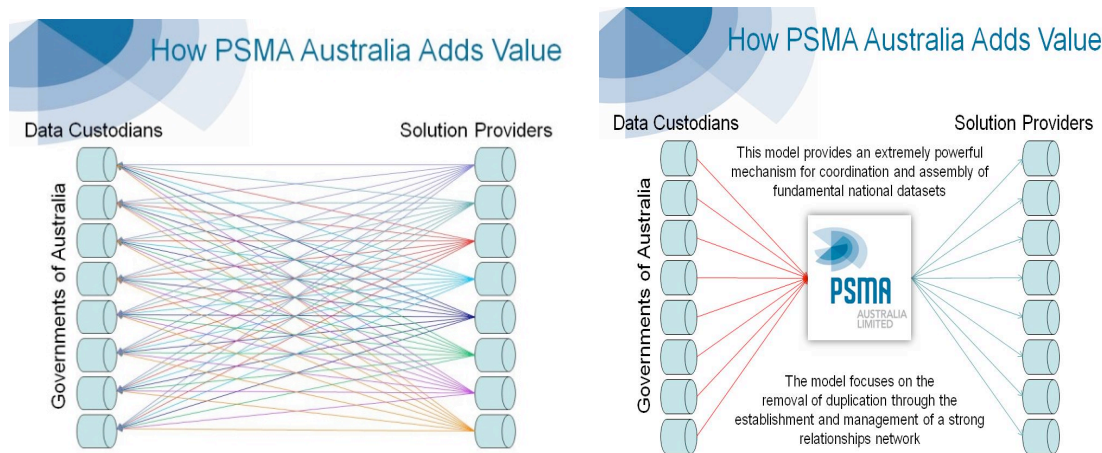 How PSMA Australia Adds Value
Data Custodians
Solution Providers
Governments of Australia
How PSMA Australia Adds Value
Data Custodians
Solution Providers
Governments of Australia
This model provides an extremely powerful
mechanism for coordination and assembly of
fundamental national datasets
PSMA
AUSTRALIA
LIMITED
The model focuses on the
removal of duplication through the
establishment and management of a strong
relationships network